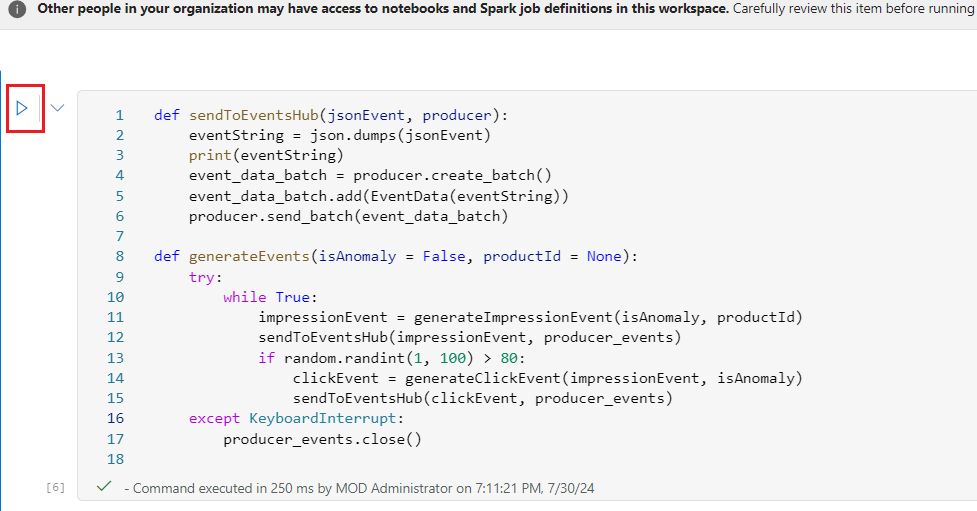 Other people in your organization may have access to notebooks and Spark job definitions in this workspace. Carefully review this item before running
1 def sendToEventsHub(jsonEvent, producer):
2     eventString = json.dumps(jsonEvent)
3     print(eventString)
4     event_data_batch = producer.create_batch()
5     event_data_batch.add(EventData(eventString))
6     producer.send_batch(event_data_batch)
7
8 def generateEvents(isAnomaly = False, productId = None):
9     try:
10         while True:
11             impressionEvent = generateImpressionEvent(isAnomaly, productId)
12             sendToEventsHub(impressionEvent, producer_events)
13             if random.randint(1, 100) > 80:
14                 clickEvent = generateClickEvent(impressionEvent, isAnomaly)
15                 sendToEventsHub(clickEvent, producer_events)
16     except KeyboardInterrupt:
17         producer_events.close()
18
[6] - Command executed in 250 ms by MOD Administrator on 7:11:21 PM, 7/30/24